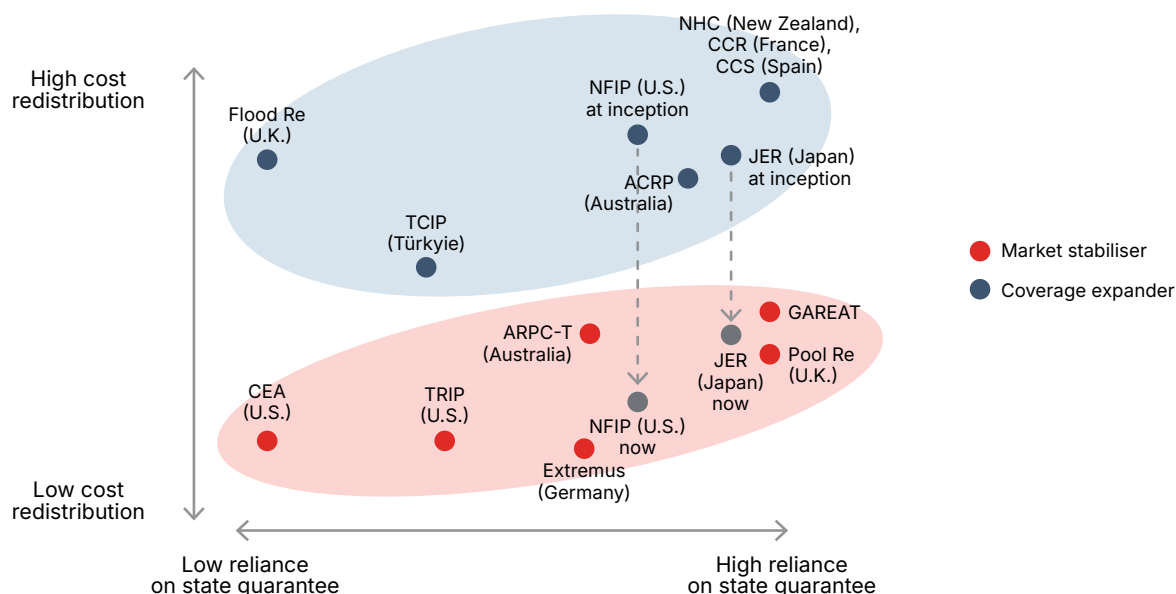 NHC (New Zealand),
CCR (France),
CCS (Spain)
High cost
redistribution
NFIP (U.S.)
at inception
Flood Re
(U.K.)
JER (Japan)
at inception
ACRP
(Australia)
TCIP
(Türkyie)
Market stabiliser
Coverage expander
GAREAT
ARPC-T
(Australia)
JER
(Japan)
now
Pool Re
(U.K.)
CEA
(U.S.)
TRIP
(U.S.)
NFIP (U.S.)
now
Extremus
(Germany)
Low cost
redistribution
Low reliance
on state guarantee
High reliance
on state guarantee